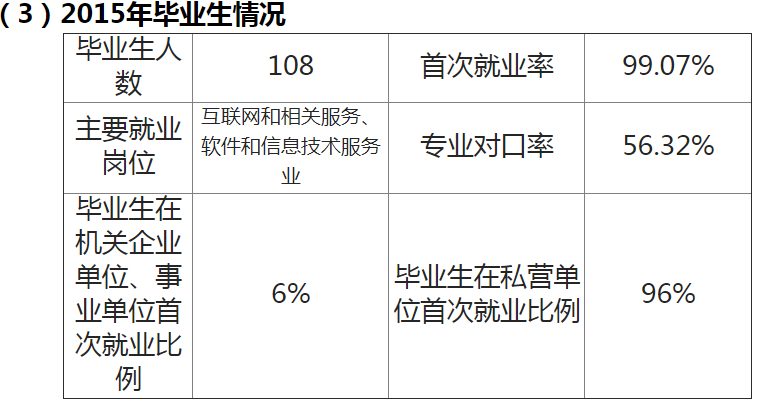 （3）2015年毕业生情况
毕业生人
数
108
首次就业率
99.07%
主要就业
岗位
互联网和相关服务、
软件和信息技术服务
业
专业对口率
56.32%
毕业生在
机关企业
单位、事
业单位首
次就业比
例
6%
毕业生在私营单
位首次就业比例
96%